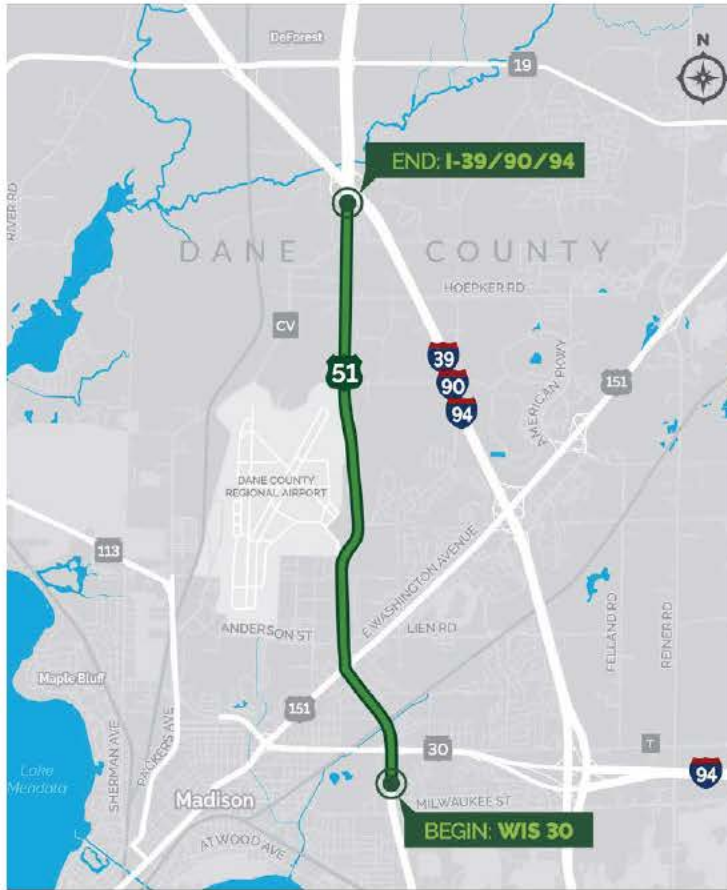 DeForest
N
19
END: I-39/90/94
RIVER RD
DANE COUNTY
HOEPKER RD
CV
39
51
90
94
151
AMERICAN PKWY
DANE COUNTY
REGIONAL AIRPORT
113
E WASHINGTON AVENUE
ANDERSON ST
LIEN RD
FELLAND RD
REINER RD
Maple Bluff
SHERMAN AVE
PACKERS AVE
151
30
T
94
Lake
Mendota
Madison
MILWAUKEE ST
ATWOOD AVE
BEGIN: WIS 30